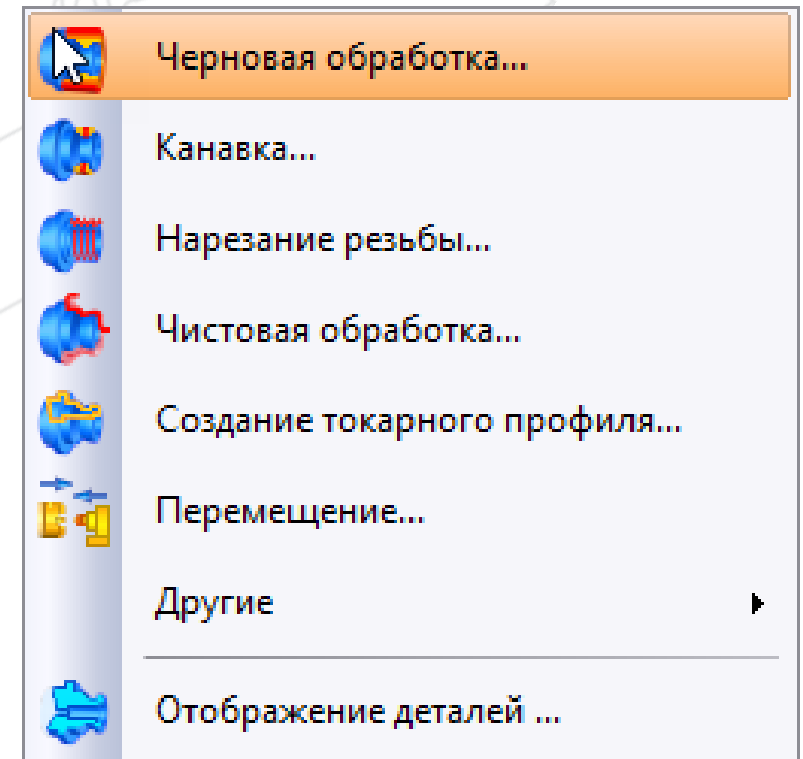 Черновая обработка...
Канавка...
Нарезание резьбы...
Чистовая обработка...
Создание токарного профиля...
Перемещение...
Другие
Отображение деталей ...